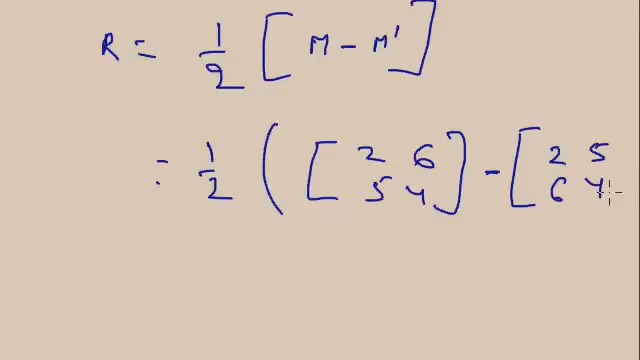 R = 1/2 [ M - M' ]
= 1/2 ( [ 2 6 5 4 ] - [ 2 5 6 4